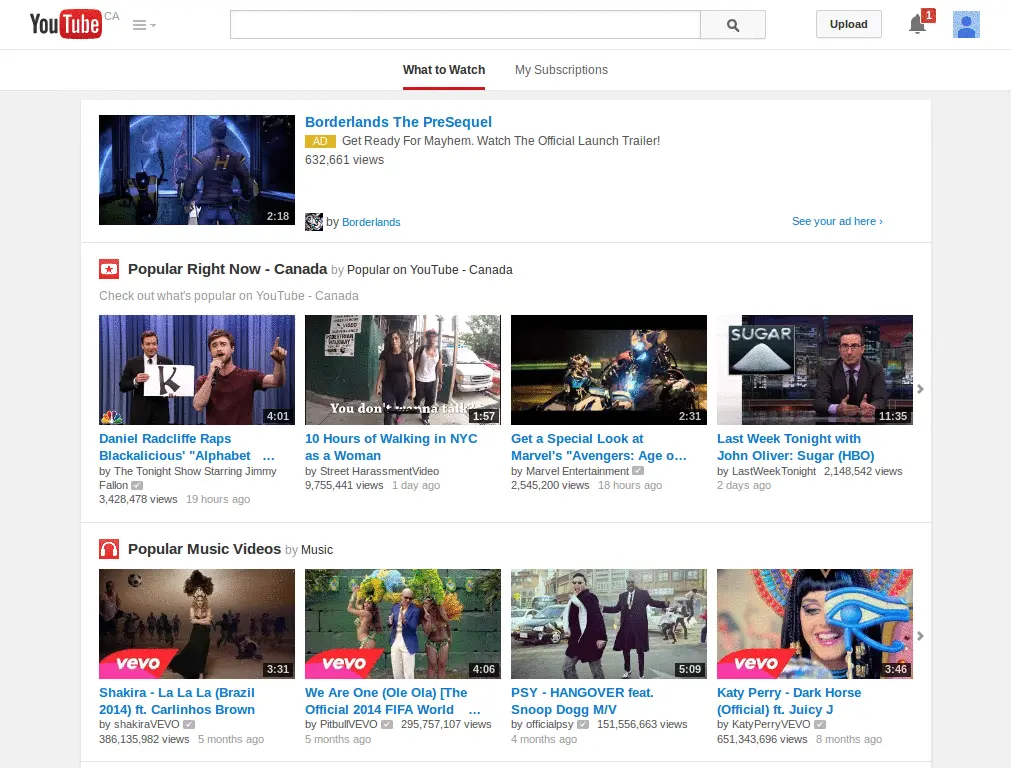 YouTube CA
Upload
1
What to Watch
My Subscriptions
Borderlands The PreSequel
AD Get Ready For Mayhem. Watch The Official Launch Trailer!
632,661 views
2:18
by Borderlands
See your ad here ›
Popular Right Now - Canada by Popular on YouTube - Canada
Check out what's popular on YouTube - Canada
K
4:01
You don't wanna talk?
1:57
2:31
SUGAR
11:35
Daniel Radcliffe Raps
Blackalicious' "Alphabet ...
by The Tonight Show Starring Jimmy
Fallon
3,428,478 views 19 hours ago
10 Hours of Walking in NYC
as a Woman
by Street HarassmentVideo
9,755,441 views 1 day ago
Get a Special Look at
Marvel's "Avengers: Age o...
by Marvel Entertainment
2,545,200 views 18 hours ago
Last Week Tonight with
John Oliver: Sugar (HBO)
by LastWeekTonight 2,148,542 views
2 days ago
Popular Music Videos by Music
vevo
3:31
vevo
4:06
5:09
vevo
3:46
Shakira - La La La (Brazil
2014) ft. Carlinhos Brown
by shakiraVEVO
386,135,982 views 5 months ago
We Are One (Ole Ola) [The
Official 2014 FIFA World ...
by PitbullVEVO 295,757,107 views
5 months ago
PSY - HANGOVER feat.
Snoop Dogg M/V
by officialpsy 151,556,663 views
4 months ago
Katy Perry - Dark Horse
(Official) ft. Juicy J
by KatyPerryVEVO
651,343,696 views 8 months ago